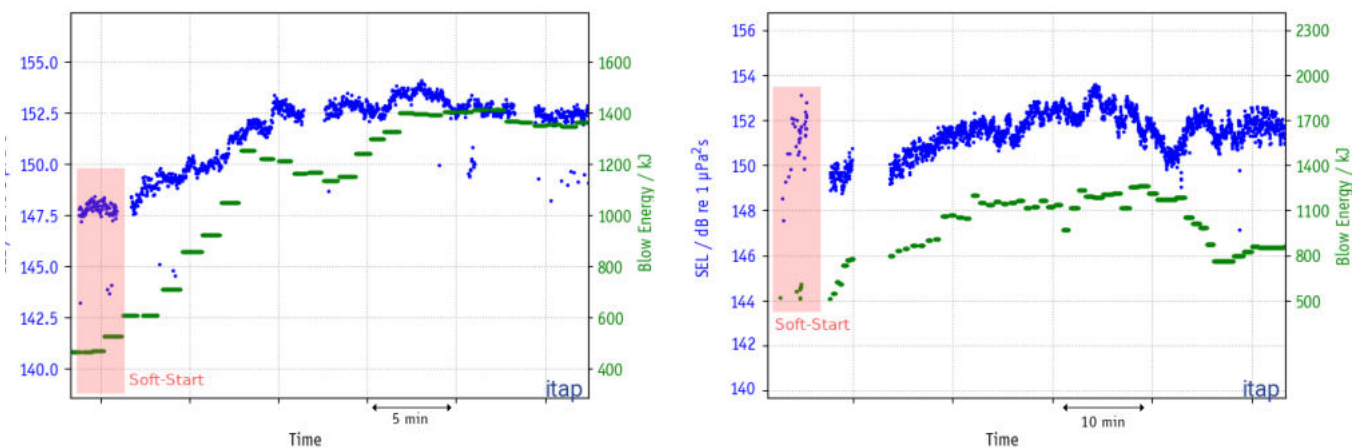 155.0
152.5
150.0
147.5
145.0
142.5
140.0
1600
1400
1200
1000
800
600
400
Blow Energy / kJ
Soft-Start
itap
5 min
Time
SEL / dB re 1 µPa²s
156
154
152
150
148
146
144
142
140
2300
2000
1700
1400
1100
800
500
Blow Energy / kJ
Soft-Start
itap
10 min
Time